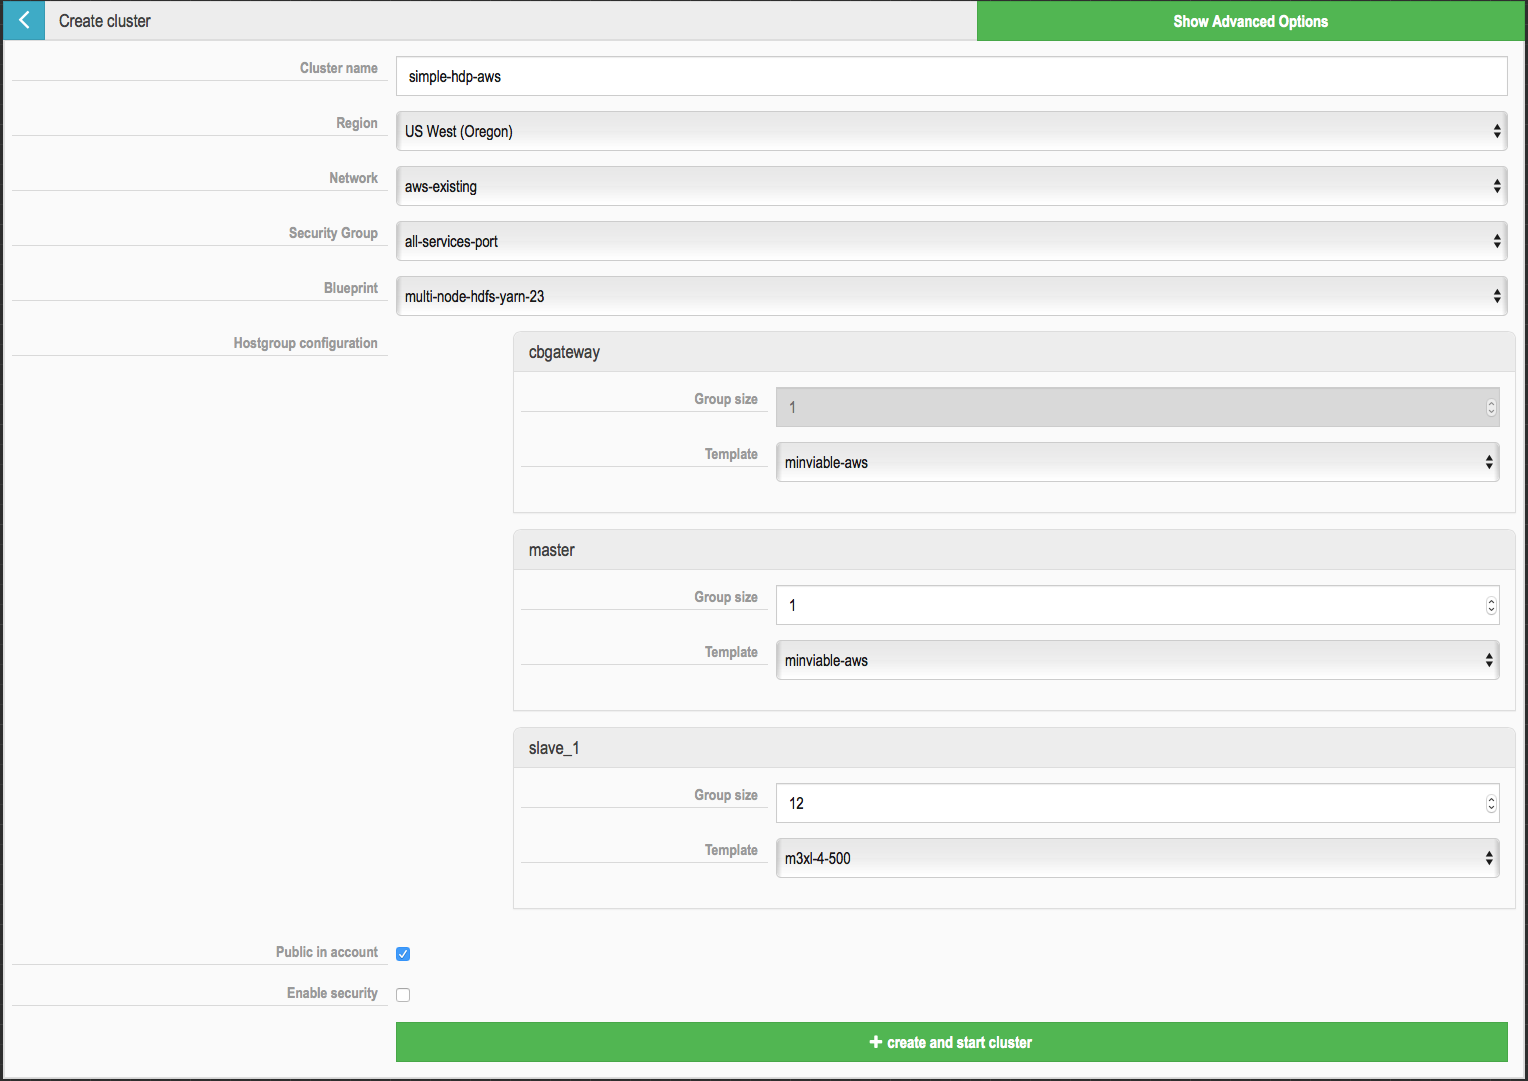 Create cluster
Show Advanced Options
Cluster name
simple-hdp-aws
Region
US West (Oregon)
Network
aws-existing
Security Group
all-services-port
Blueprint
multi-node-hdfs-yarn-23
Hostgroup configuration
cbgateway
Group size
1
Template
minviable-aws
master
Group size
1
Template
minviable-aws
slave_1
Group size
12
Template
m3xl-4-500
Public in account
Enable security
+ create and start cluster